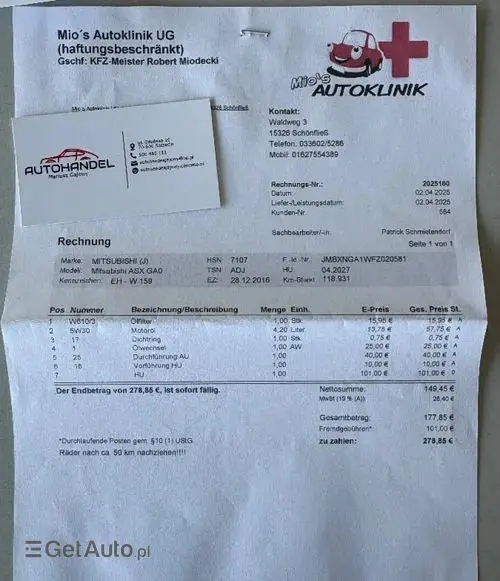 Mio's Autoklinik UG
(haftungsbeschränkt)
Gschf: KFZ-Meister Robert Miodecki
Mio's
AUTOKLINIK
Mio's Autoklinik
Schönfließ
Kontakt:
Waldweg 3
15326 Schönfließ
Telefon: 033602/5286
Mobil: 01627554389
AUTOHANDEL
Mariusz
Rechnungs-Nr.: 2025160
Datum: 02.04.2025
Liefer-/Leistungsdatum: 02.04.2025
Kunden-Nr. 584
Sachbearbeiter/-in: Patrick Schmietendorf
Rechnung Seite 1 von 1
Marke: MITSUBISHI (J) HSN 7107 F.-Id.-Nr.: JMBXNGA1WFZ020581
Modell: Mitsubishi ASX GA0 TSN ADJ HU 04.2027
Kennzeichen: EH - W 159 EZ: 28.12.2016 Km-Stand: 118.931
Pos Nummer Bezeichnung/Beschreibung Menge Einh. E-Preis Ges. Preis St.
1 W610/3 Ölfilter 1,00 Stk 15,95 € 15,95 € A
2 5W30 Motoröl 4,20 Liter 13,75 € 57,75 € A
3 17 Dichtring 1,00 Stk 0,75 € 0,75 € A
4 1 Ölwechsel 1,00 AW 25,00 € 25,00 € A
5 25 Durchführung AU 1,00 40,00 € 40,00 € A
6 16 Vorführung HU 1,00 10,00 € 10,00 € A
7 HU 1,00 101,00 € 101,00 € 0
Der Endbetrag von 278,85 €, ist sofort fällig.
Nettosumme: 149,45 €
MwSt (19 % (A)) 28,40 €
Gesamtbetrag: 177,85 €
Fremdgebühren*: 101,00 €
*Durchlaufende Posten gem. §10 (1) UStG. zu zahlen: 278,85 €
Räder nach ca. 50 km nachziehen!!!!
GetAuto.pl